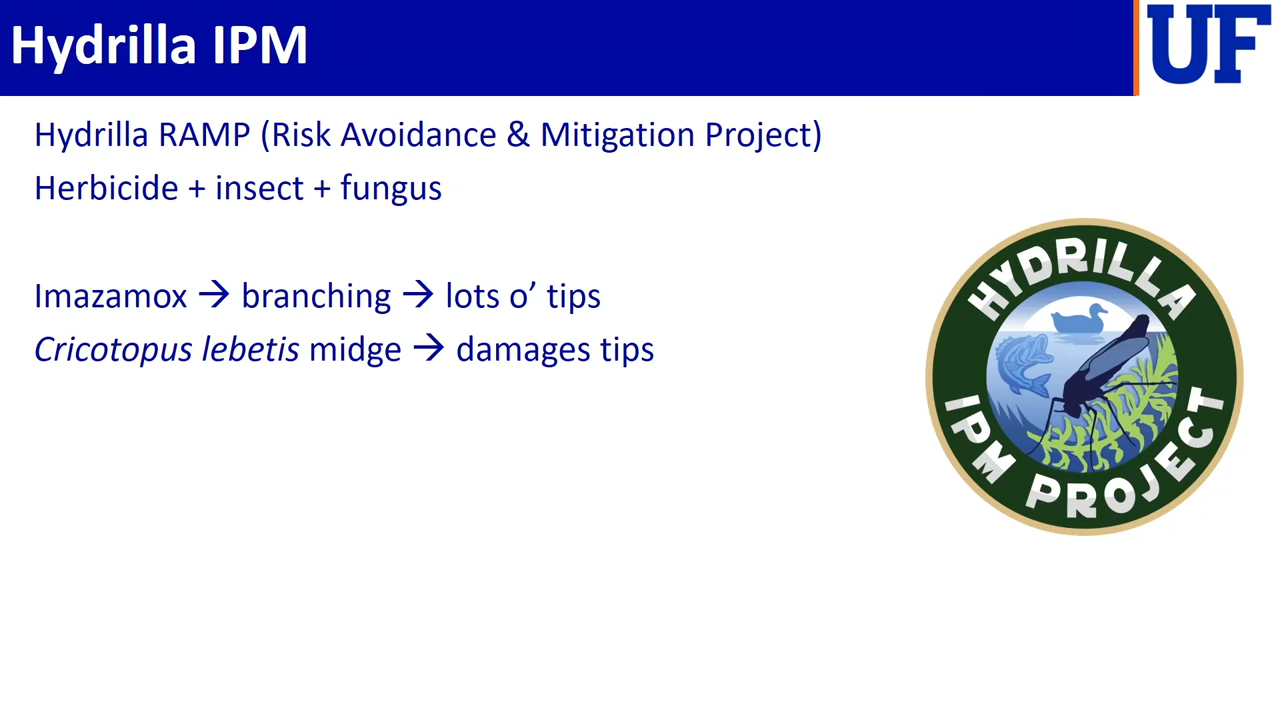 Hydrilla IPM
UF
Hydrilla RAMP (Risk Avoidance & Mitigation Project)
Herbicide + insect + fungus
Imazamox → branching → lots o’ tips
Cricotopus lebetis midge → damages tips
HYDRILLA
IPM PROJECT